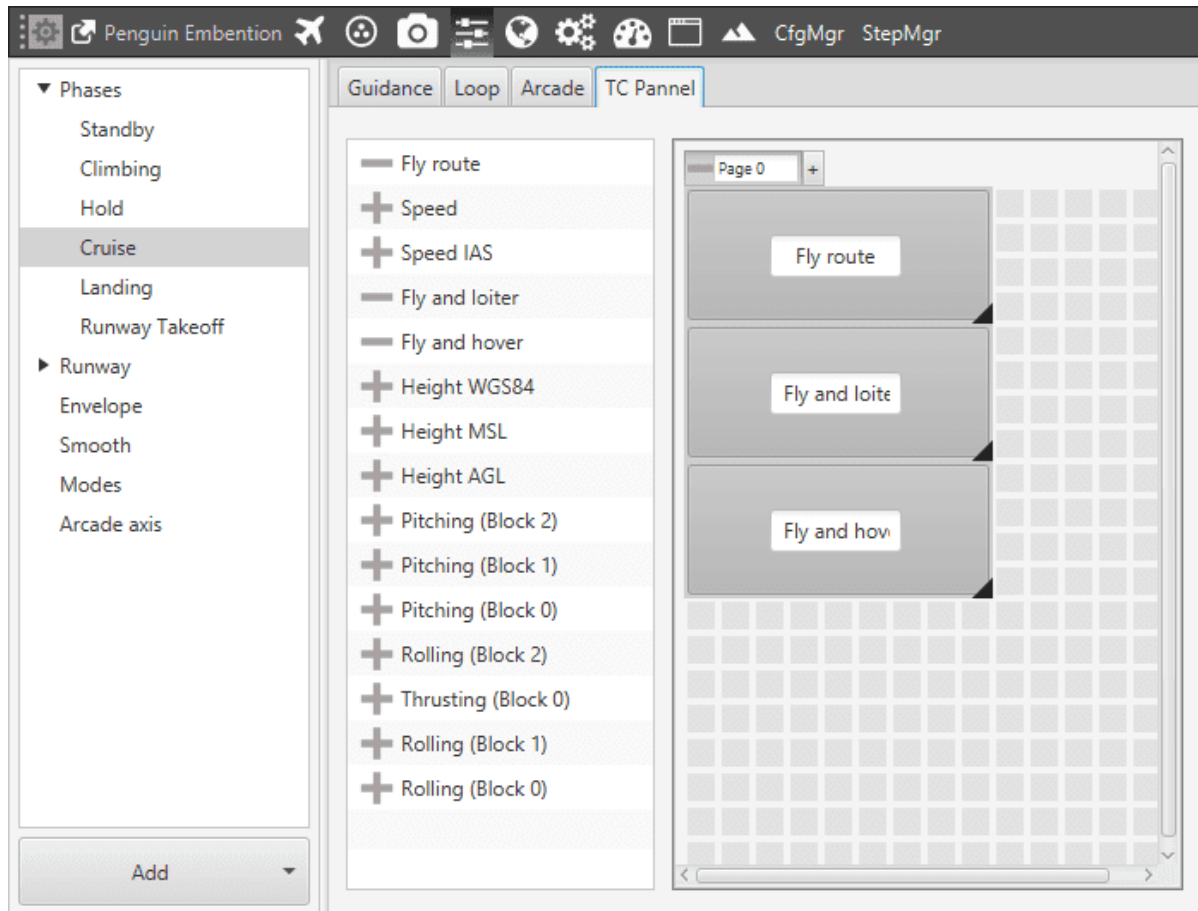 Penguin Embention CfgMgr StepMgr
Phases
Standby
Climbing
Hold
Cruise
Landing
Runway Takeoff
Runway
Envelope
Smooth
Modes
Arcade axis
Add
Guidance Loop Arcade TC Pannel
Fly route
Speed
Speed IAS
Fly and loiter
Fly and hover
Height WGS84
Height MSL
Height AGL
Pitching (Block 2)
Pitching (Block 1)
Pitching (Block 0)
Rolling (Block 2)
Thrusting (Block 0)
Rolling (Block 1)
Rolling (Block 0)
Page 0 +
Fly route
Fly and loite
Fly and hov